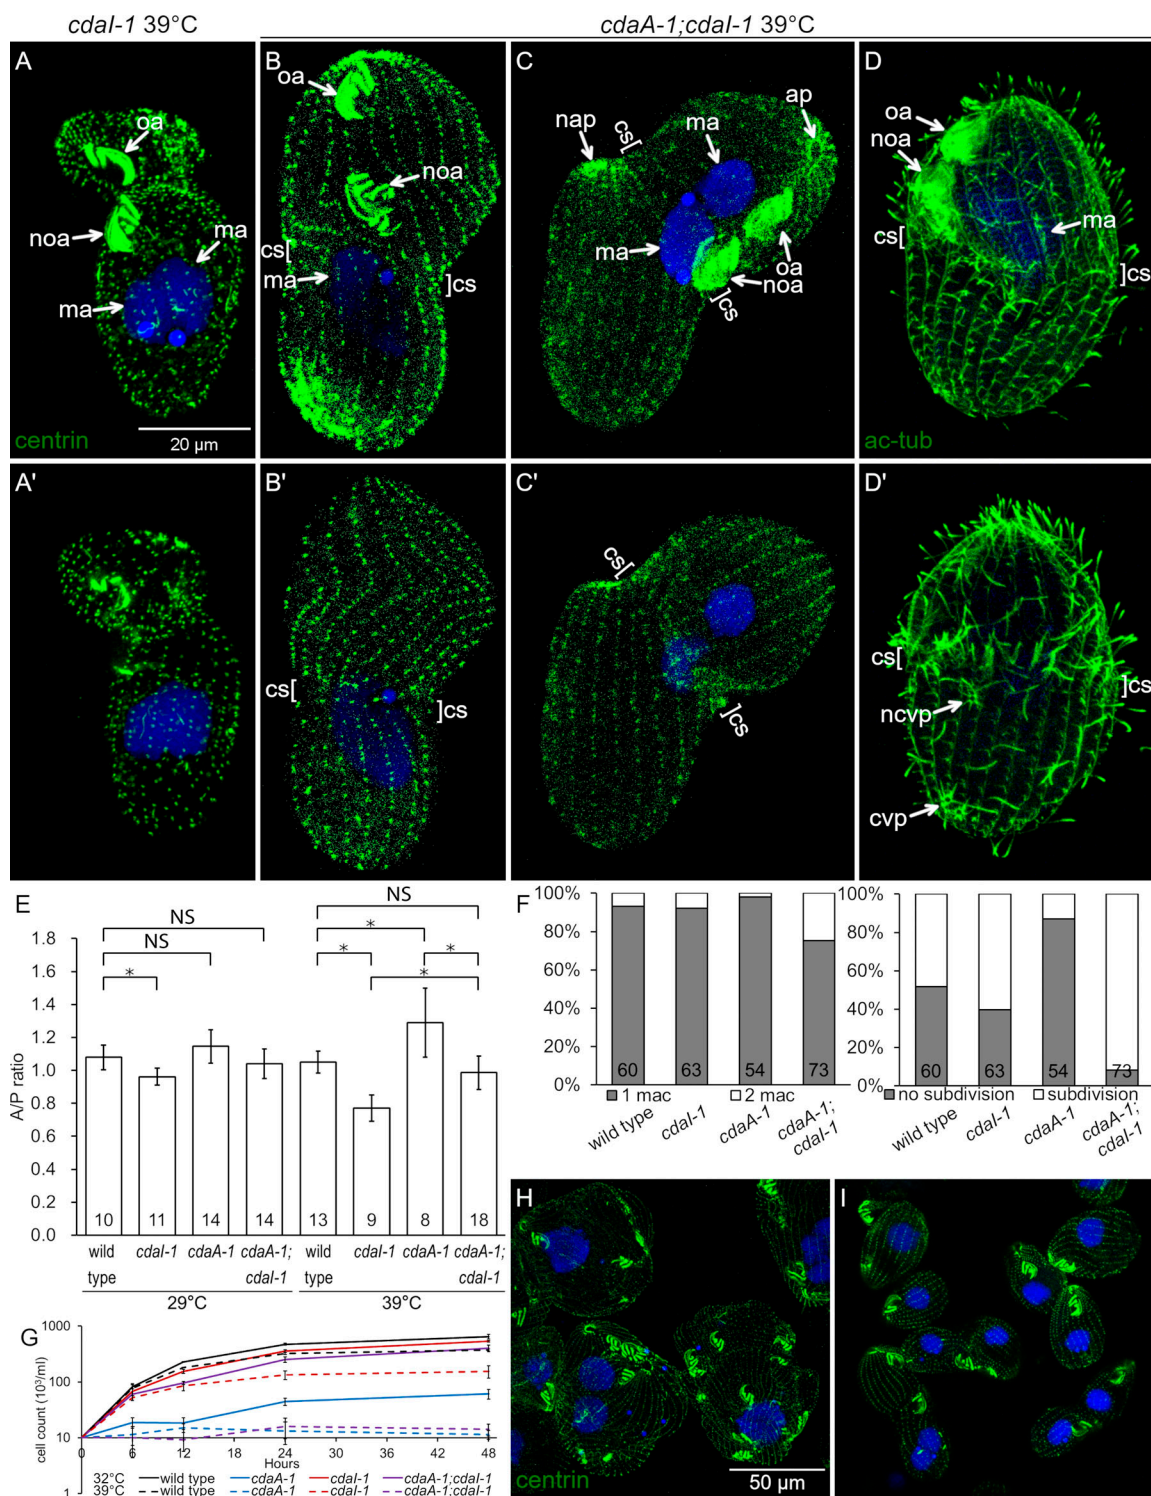 cdaI-1 39°C
cdaA-1;cdaI-1 39°C
A
oa
noa
ma
ma
centrin
20 µm
B
oa
noa
cs[
ma
]cs
C
nap
cs[
ma
ap
ma
oa
noa
]cs
D
oa
noa
ma
cs[
]cs
ac-tub
A'
B'
cs[
]cs
C'
cs[
]cs
D'
cs[
]cs
ncvp
cvp
E
NS
NS
*
NS
*
*
*
*
A/P ratio
1.8
1.6
1.4
1.2
1.0
0.8
0.6
0.4
0.2
0.0
10 11 14 14 13 9 8 18
wild type cdaI-1 cdaA-1 cdaA-1; cdaI-1 wild type cdaI-1 cdaA-1 cdaA-1; cdaI-1
29°C 39°C
F
100%
80%
60%
40%
20%
0%
60 63 54 73
1 mac 2 mac
wild type cdaI-1 cdaA-1 cdaA-1; cdaI-1
100%
80%
60%
40%
20%
0%
60 63 54 73
no subdivision subdivision
wild type cdaI-1 cdaA-1 cdaA-1; cdaI-1
G
cell count (10³/ml)
1000
100
10
1
0 6 12 18 24 30 36 42 48
Hours
32°C wild type cdaA-1 cdaI-1 cdaA-1;cdaI-1
39°C wild type cdaA-1 cdaI-1 cdaA-1;cdaI-1
H
centrin
50 µm
I